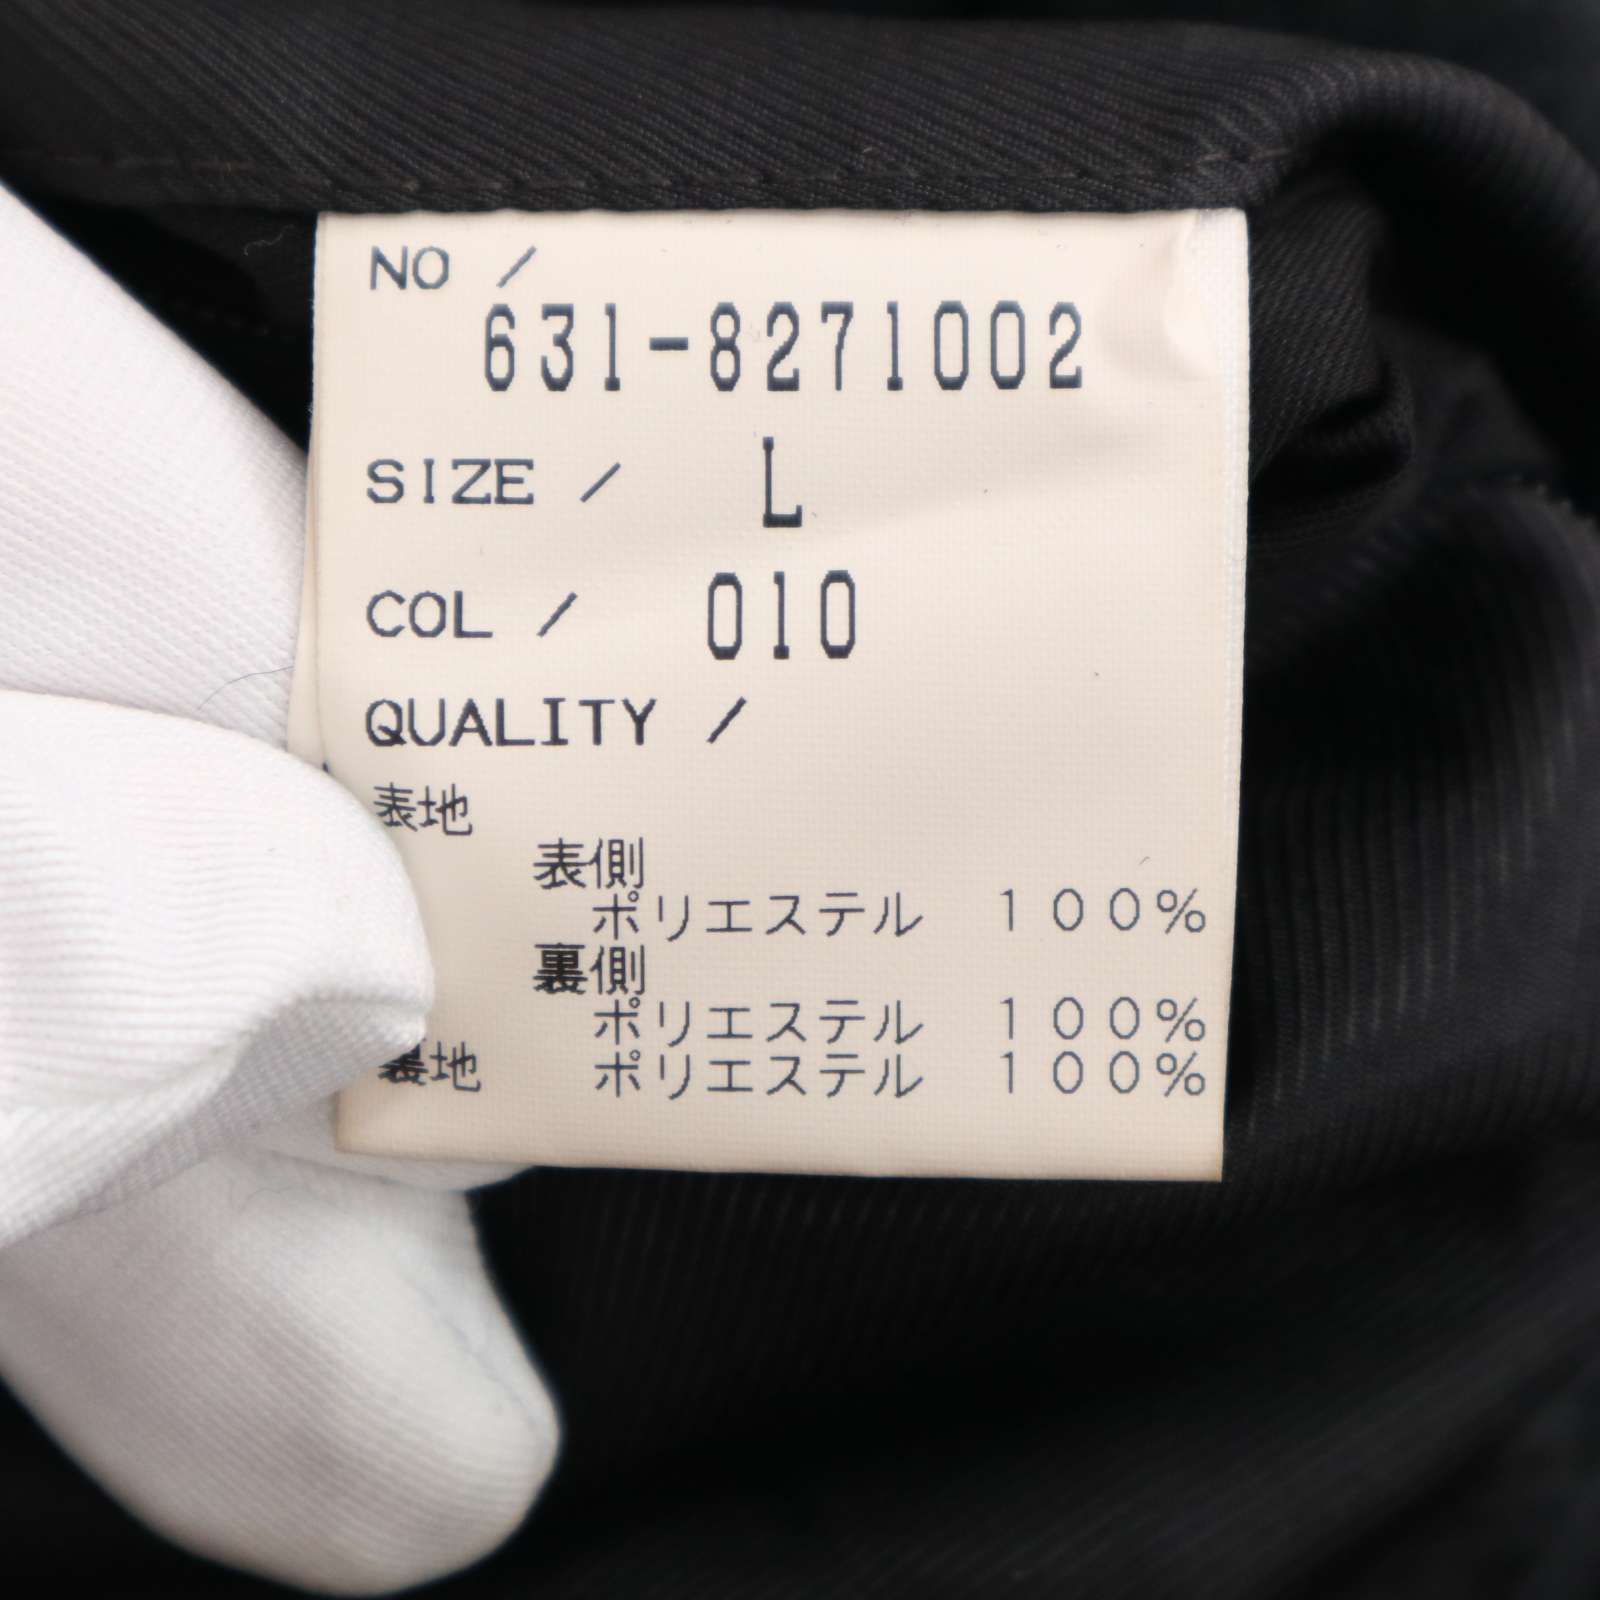 NO /
631-8271002
SIZE / L
COL / 010
QUALITY /
表地
表側
ポリエステル 100%
裏側
ポリエステル 100%
裏地 ポリエステル 100%